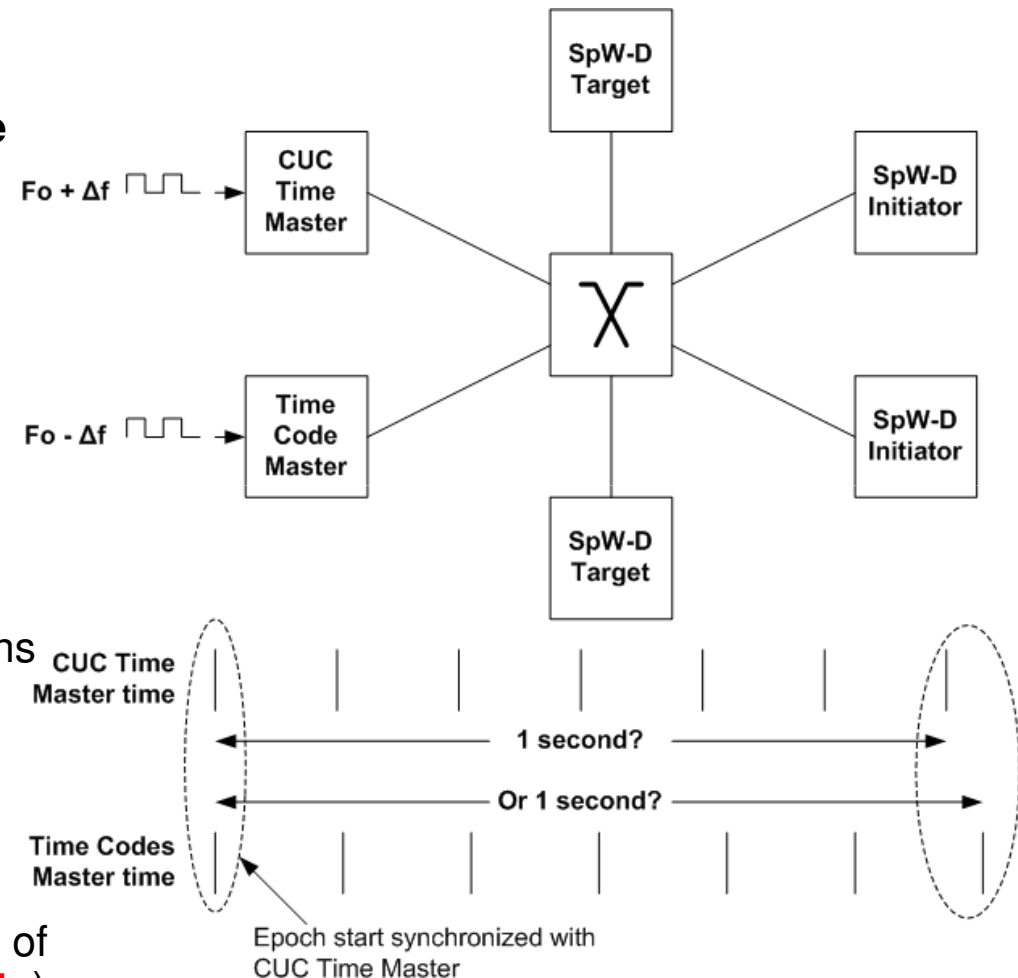 SpW-D
Target
e
Fo + Δf
CUC
Time
Master
SpW-D
Initiator
Fo - Δf
Time
Code
Master
SpW-D
Initiator
SpW-D
Target
ns
CUC Time
Master time
1 second?
Or 1 second?
Time Codes
Master time
Epoch start synchronized with
CUC Time Master
of
)